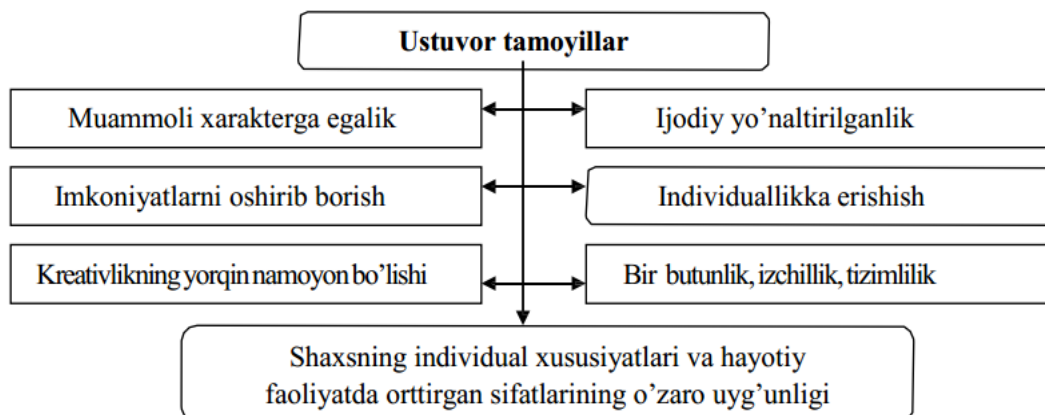 Ustuvor tamoyillar
Muammoli xarakterga egalik
Ijodiy yo’naltirilganlik
Imkoniyatlarni oshirib borish
Individuallikka erishish
Kreativlikning yorqin namoyon bo’lishi
Bir butunlik, izchillik, tizimlilik
Shaxsning individual xususiyatlari va hayotiy
faoliyatda orttirgan sifatlarining o’zaro uyg’unligi